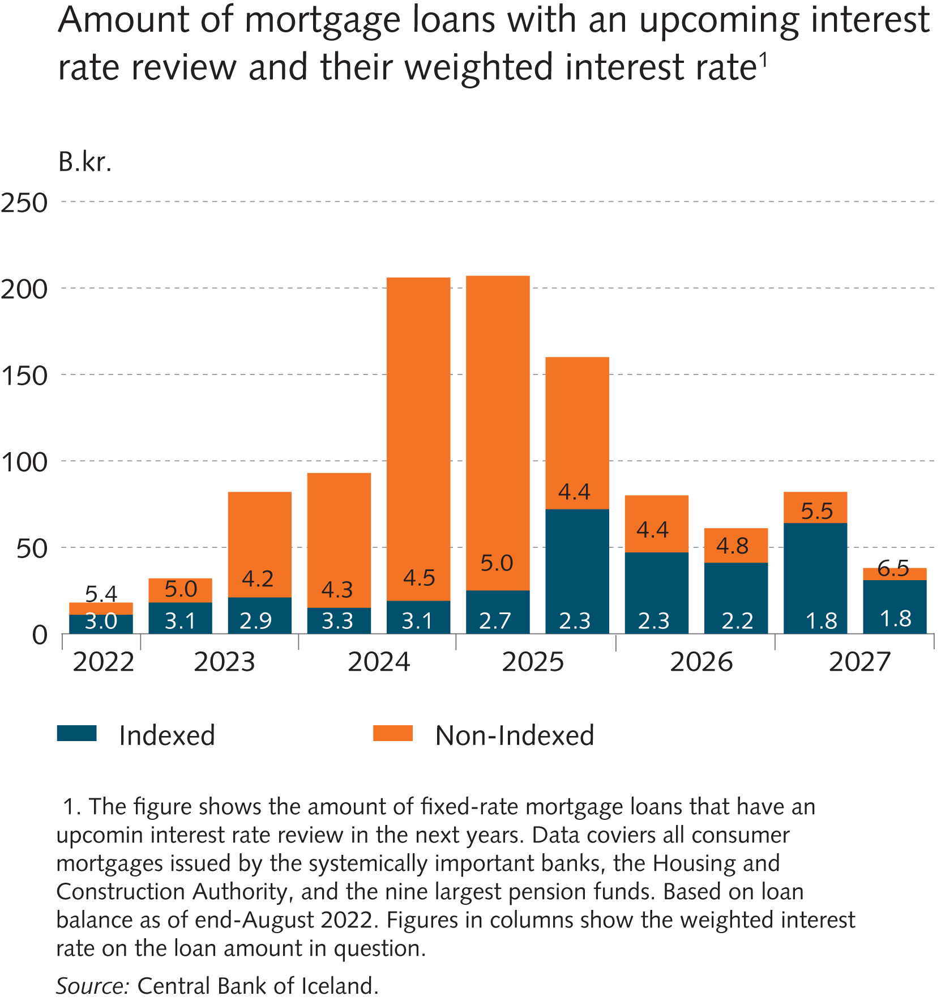 Amount of mortgage loans with an upcoming interest
rate review and their weighted interest rate¹
B.kr.
250
200
150
100
50
0
5.4
5.0
4.2
4.3
4.5
5.0
4.4
4.4
4.8
5.5
6.5
3.0
3.1
2.9
3.3
3.1
2.7
2.3
2.3
2.2
1.8
1.8
2022
2023
2024
2025
2026
2027
Indexed
Non-Indexed
1. The figure shows the amount of fixed-rate mortgage loans that have an
upcomin interest rate review in the next years. Data coviers all consumer
mortgages issued by the systemically important banks, the Housing and
Construction Authority, and the nine largest pension funds. Based on loan
balance as of end-August 2022. Figures in columns show the weighted interest
rate on the loan amount in question.
Source: Central Bank of Iceland.